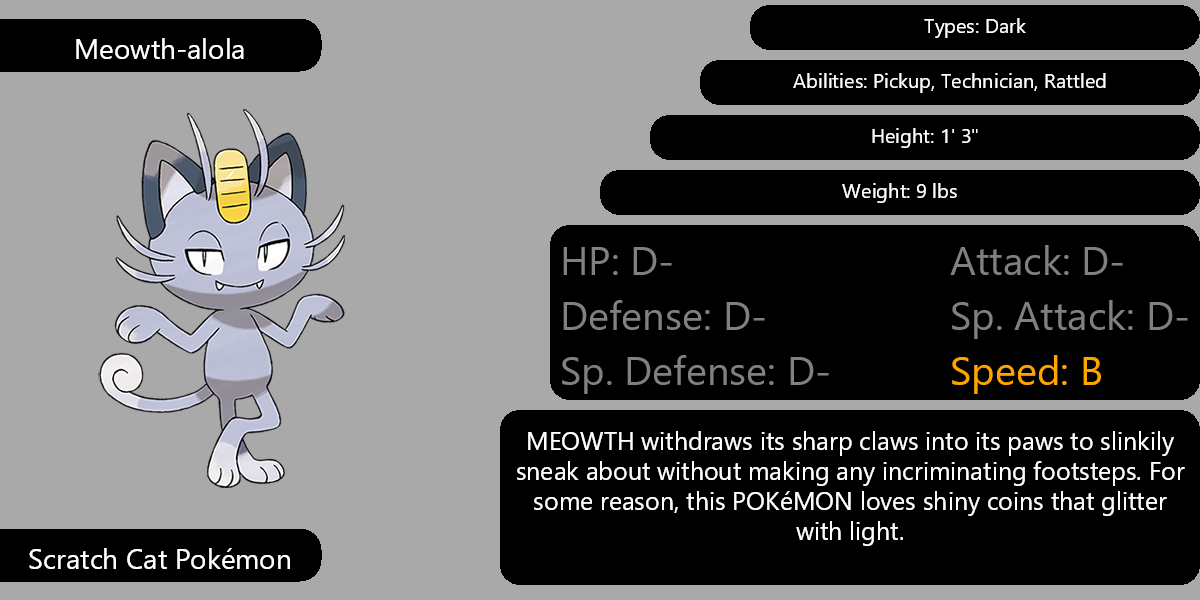 Meowth-alola
Types: Dark
Abilities: Pickup, Technician, Rattled
Height: 1' 3"
Weight: 9 lbs
HP: D-
Attack: D-
Defense: D-
Sp. Attack: D-
Sp. Defense: D-
Speed: B
MEOWTH withdraws its sharp claws into its paws to slinkily
sneak about without making any incriminating footsteps. For
some reason, this POKéMON loves shiny coins that glitter
with light.
Scratch Cat Pokémon